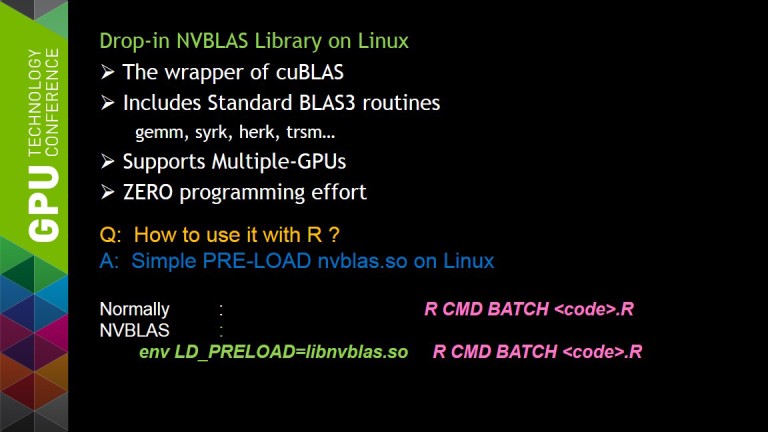 GPU TECHNOLOGY
CONFERENCE
Drop-in NVBLAS Library on Linux
➢ The wrapper of cuBLAS
➢ Includes Standard BLAS3 routines
gemm, syrk, herk, trsm…
➢ Supports Multiple-GPUs
➢ ZERO programming effort
Q: How to use it with R ?
A: Simple PRE-LOAD nvblas.so on Linux
Normally : R CMD BATCH <code>.R
NVBLAS :
env LD_PRELOAD=libnvblas.so R CMD BATCH <code>.R